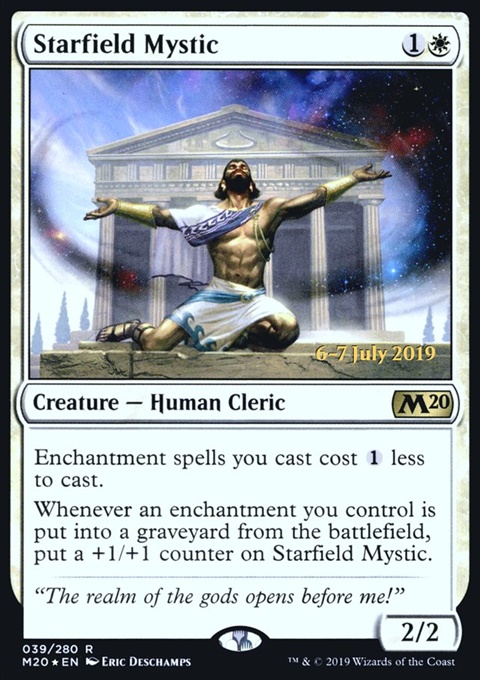 Starfield Mystic 1
6–7 July 2019
Creature — Human Cleric M20
Enchantment spells you cast cost 1 less
to cast.
Whenever an enchantment you control is
put into a graveyard from the battlefield,
put a +1/+1 counter on Starfield Mystic.
“The realm of the gods opens before me!”
2/2
039/280 R
M20 ★ EN Eric Deschamps
™ & © 2019 Wizards of the Coast